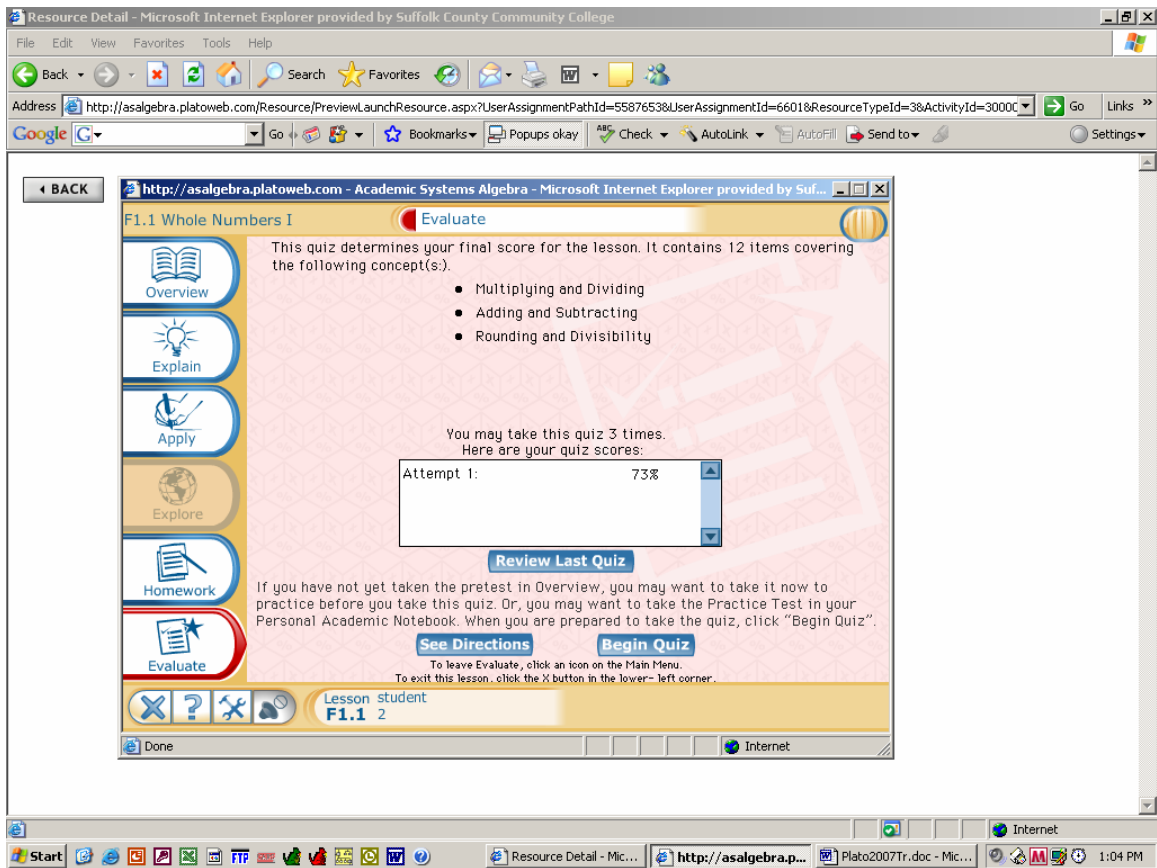 Resource Detail - Microsoft Internet Explorer provided by Suffolk County Community College
File Edit View Favorites Tools Help
Back Search Favorites
Address http://asalgebra.platoweb.com/Resource/PreviewLaunchResource.aspx?UserAssignmentPathId=5587653&UserAssignmentId=6601&ResourceTypeId=3&ActivityId=3000 Go Links »
Google G Go Bookmarks Popups okay ABC Check AutoLink AutoFill Send to Settings
BACK
http://asalgebra.platoweb.com - Academic Systems Algebra - Microsoft Internet Explorer provided by Suf...
F1.1 Whole Numbers I Evaluate
This quiz determines your final score for the lesson. It contains 12 items covering
the following concept(s:).
• Multiplying and Dividing
• Adding and Subtracting
• Rounding and Divisibility
Overview
Explain
Apply
Explore
Homework
Evaluate
You may take this quiz 3 times.
Here are your quiz scores:
Attempt 1: 73%
Review Last Quiz
If you have not yet taken the pretest in Overview, you may want to take it now to
practice before you take this quiz. Or, you may want to take the Practice Test in your
Personal Academic Notebook. When you are prepared to take the quiz, click “Begin Quiz”.
See Directions Begin Quiz
To leave Evaluate, click an icon on the Main Menu.
To exit this lesson, click the X button in the lower- left corner.
Lesson student
F1.1 2
Done Internet
Internet
Start FTP Resource Detail - Mic... http://asalgebra.p... Plato2007Tr.doc - Mic... 1:04 PM